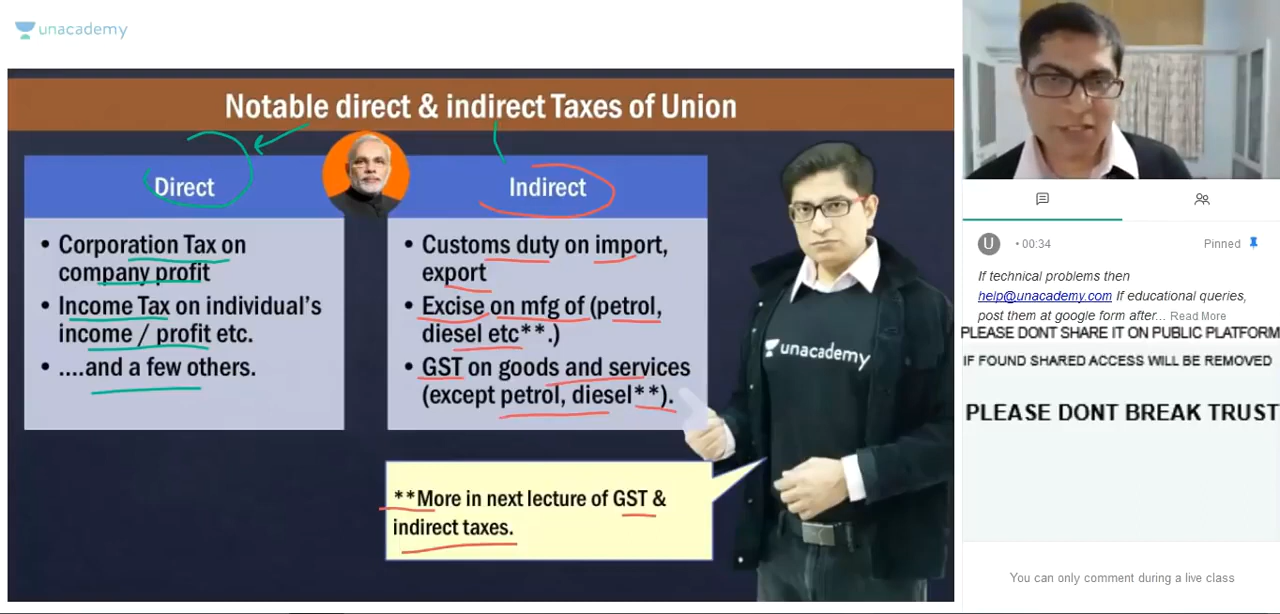 unacademy
Notable direct & indirect Taxes of Union
Direct
• Corporation Tax on
company profit
• Income Tax on individual's
income / profit etc.
• ....and a few others.
Indirect
• Customs duty on import,
export
• Excise on mfg of (petrol,
diesel etc**.)
• GST on goods and services
(except petrol, diesel**).
unacademy
**More in next lecture of GST &
indirect taxes.
U • 00:34 Pinned
If technical problems then
help@unacademy.com If educational queries,
post them at google form after... Read More
PLEASE DONT SHARE IT ON PUBLIC PLATFORM
IF FOUND SHARED ACCESS WILL BE REMOVED
PLEASE DONT BREAK TRUST
You can only comment during a live class